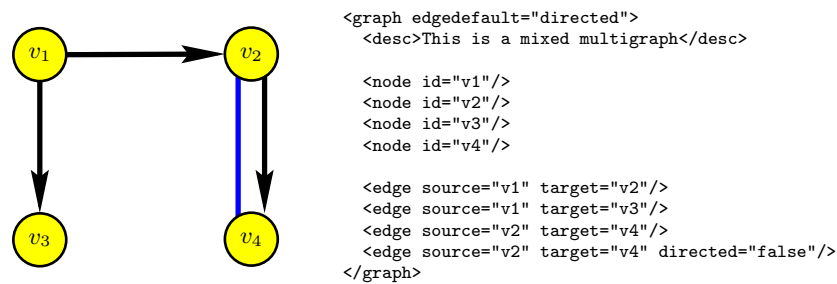 v1
v2
v3
v4
<graph edgedefault="directed">
<desc>This is a mixed multigraph</desc>
<node id="v1"/>
<node id="v2"/>
<node id="v3"/>
<node id="v4"/>
<edge source="v1" target="v2"/>
<edge source="v1" target="v3"/>
<edge source="v2" target="v4"/>
<edge source="v2" target="v4" directed="false"/>
</graph>